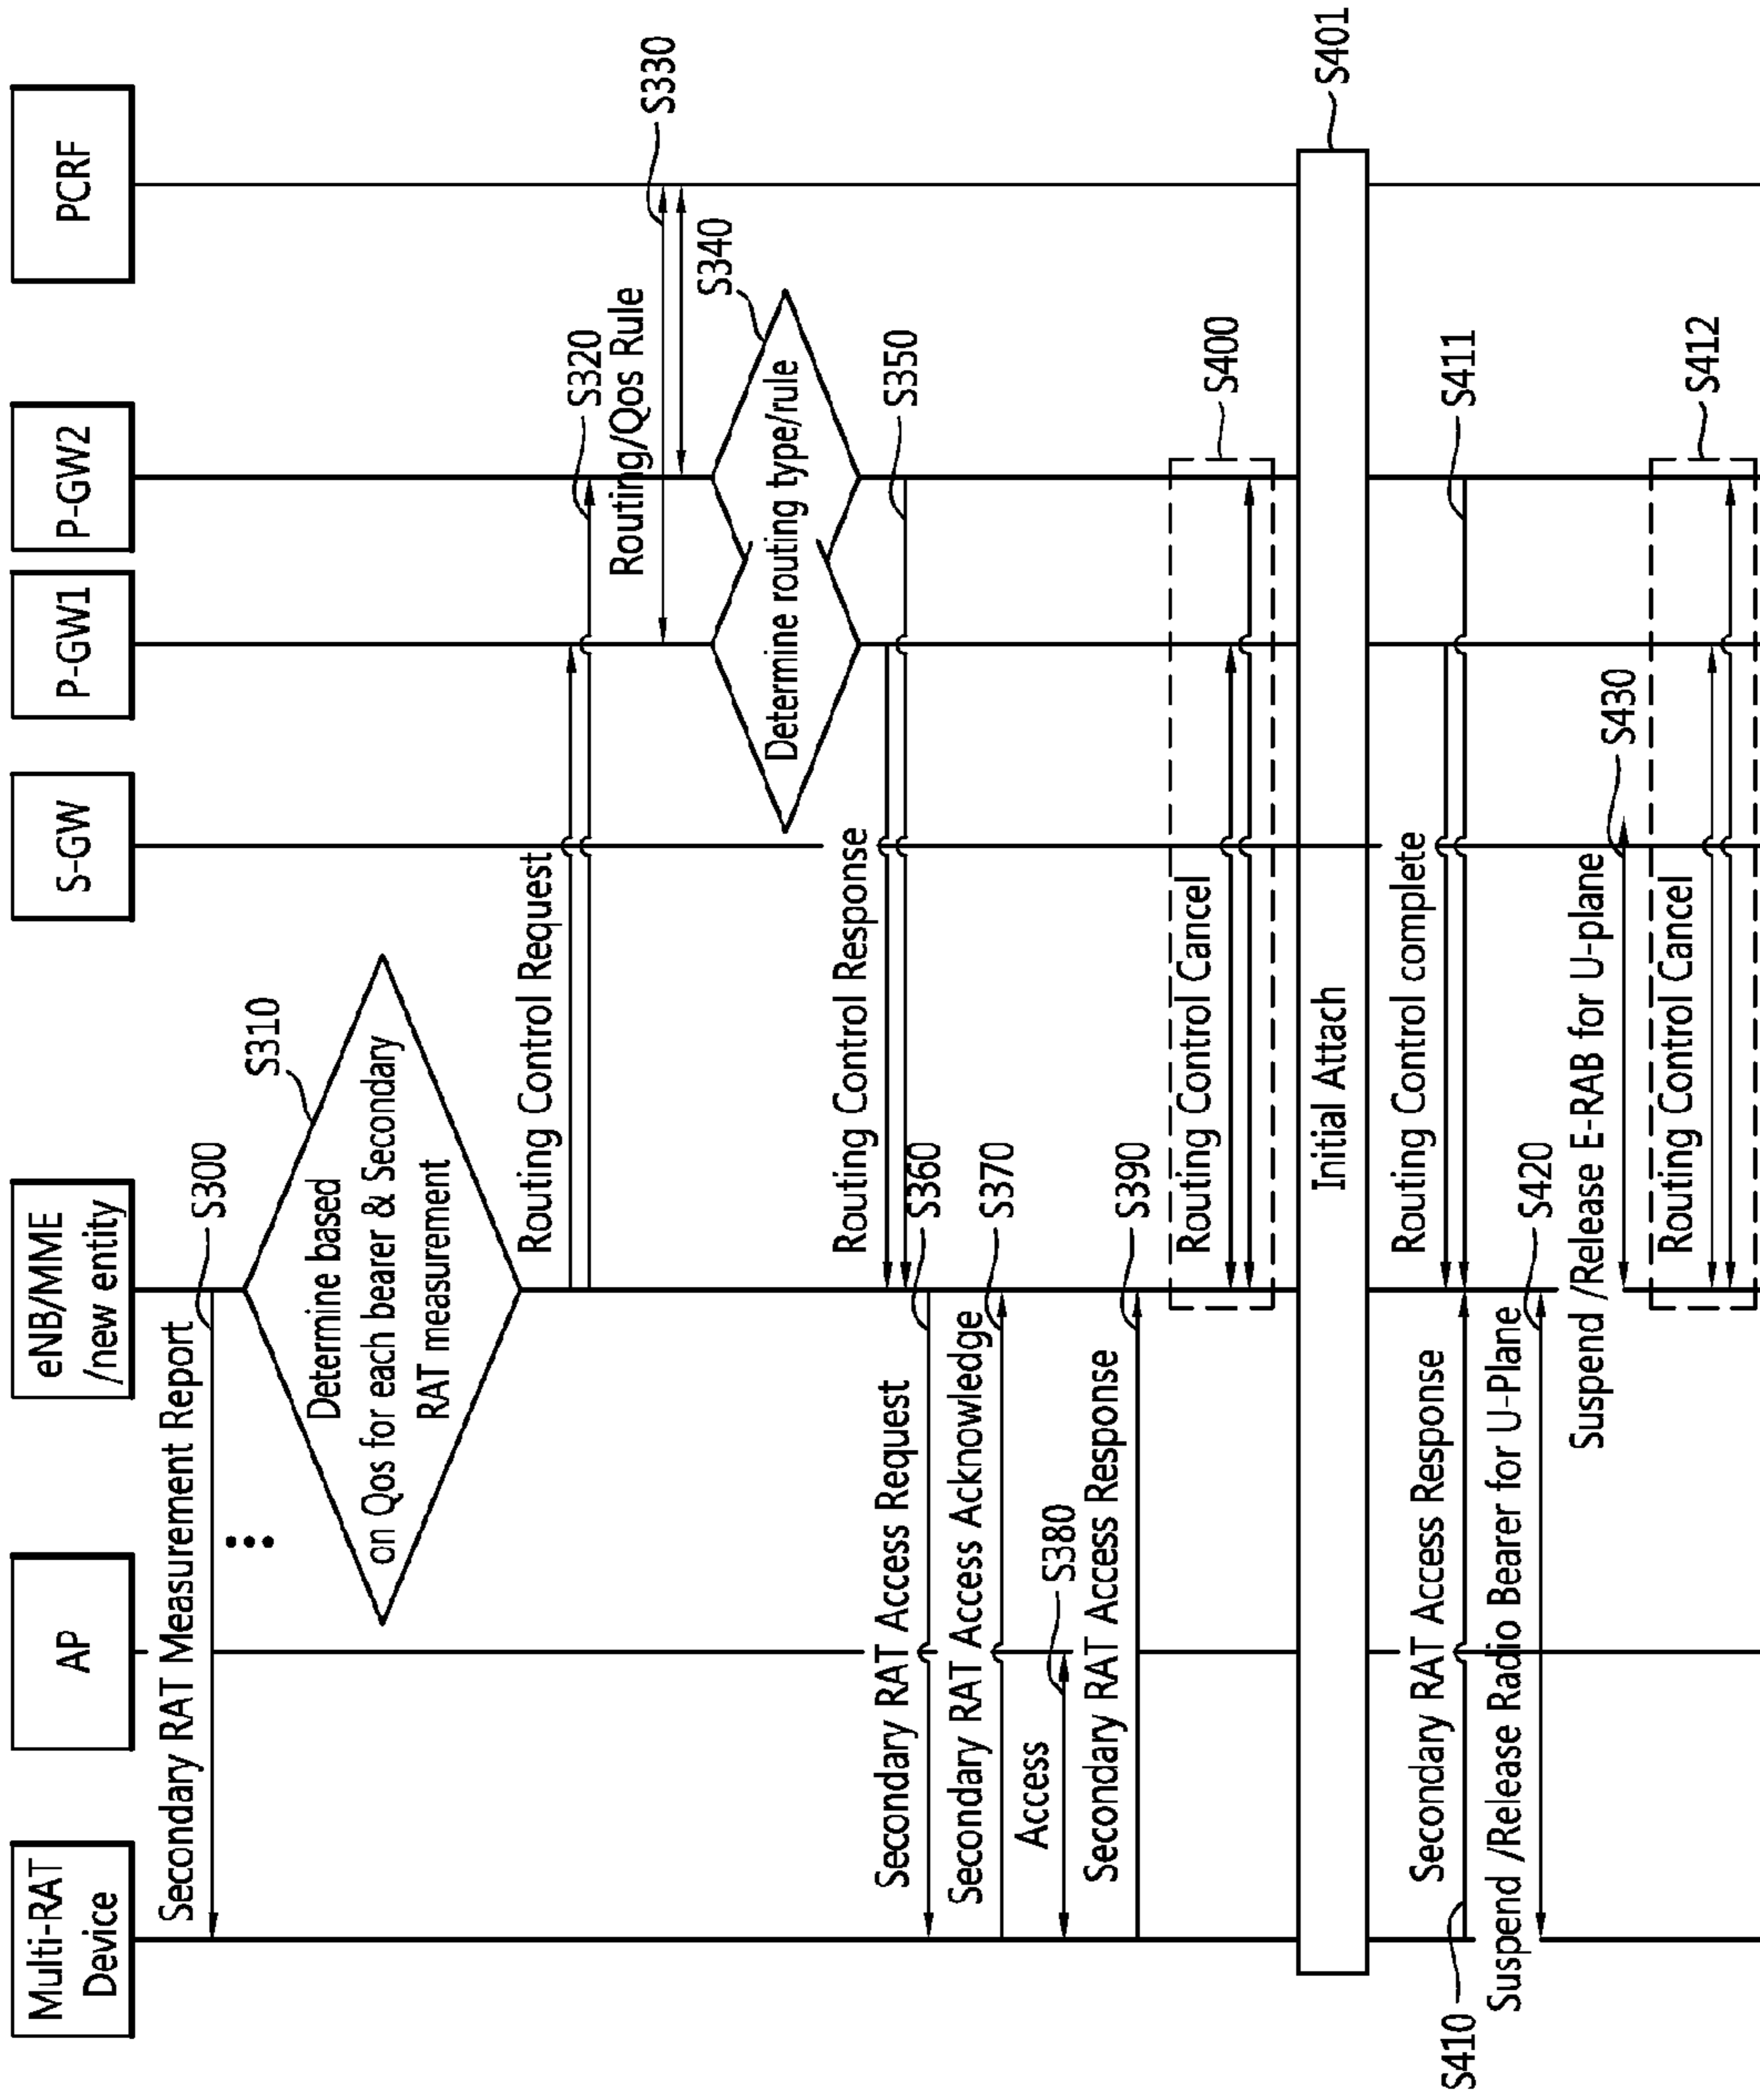 Multi-RAT
Device
AP
eNB/MME
/new entity
S-GW
P-GW1
P-GW2
PCRF
Secondary RAT Measurement Report
S300
Determine based
on Qos for each bearer & Secondary
RAT measurement
S310
Routing Control Request
S320
Routing/Qos Rule
S330
Determine routing type/rule
S340
Routing Control Response
S350
Secondary RAT Access Request
S360
Secondary RAT Access Acknowledge
S370
Access
S380
Secondary RAT Access Response
S390
Routing Control Cancel
S400
Initial Attach
S401
Secondary RAT Access Response
S410
Routing Control complete
S411
Suspend /Release Radio Bearer for U-Plane
S420
Suspend /Release E-RAB for U-plane
S430
Routing Control Cancel
S412